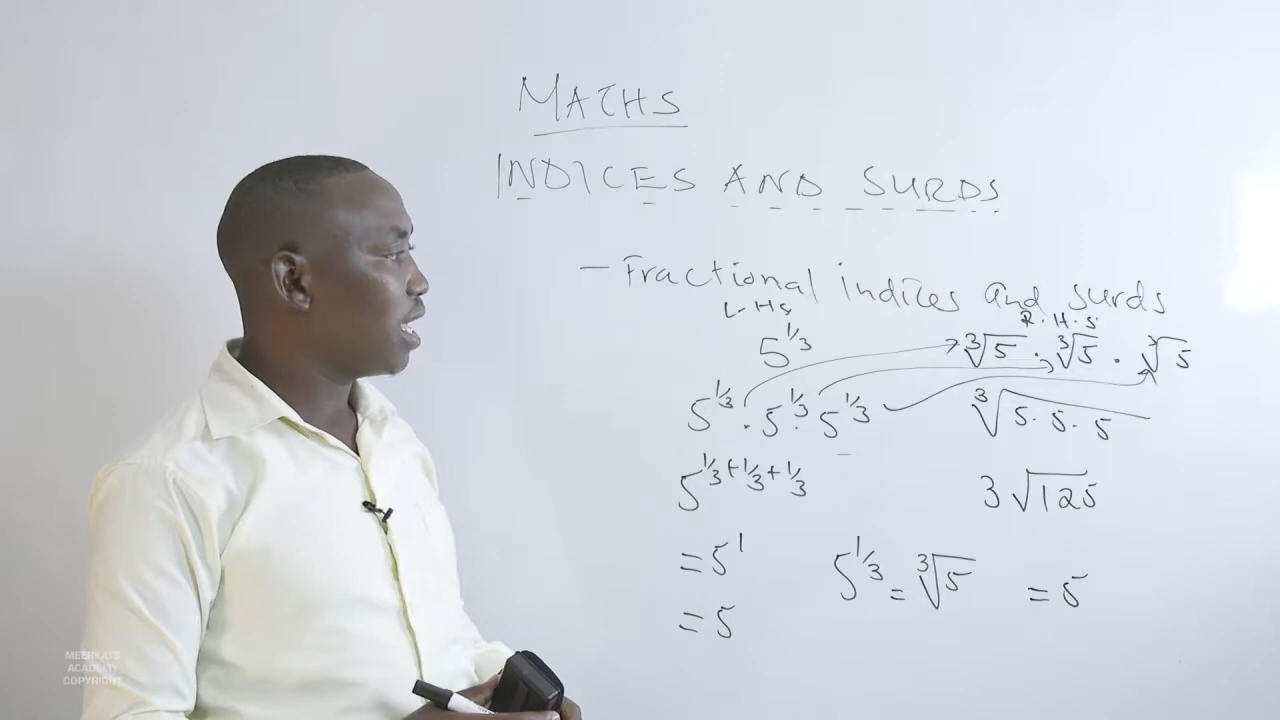 MATHS
INDICES AND SURDS
- Fractional indices and surds
L-HS
R.H.S
5^{1/3}
∛5 · ∛5 · ∛5
5^{1/3} · 5^{1/3} · 5^{1/3}
∛5· 5· 5
5^{1/3+1/3+1/3}
3√125
= 5^1
5^{1/3} = ∛5
= 5
= 5
MEERKATS
ACADEMY
COPYRIGHT